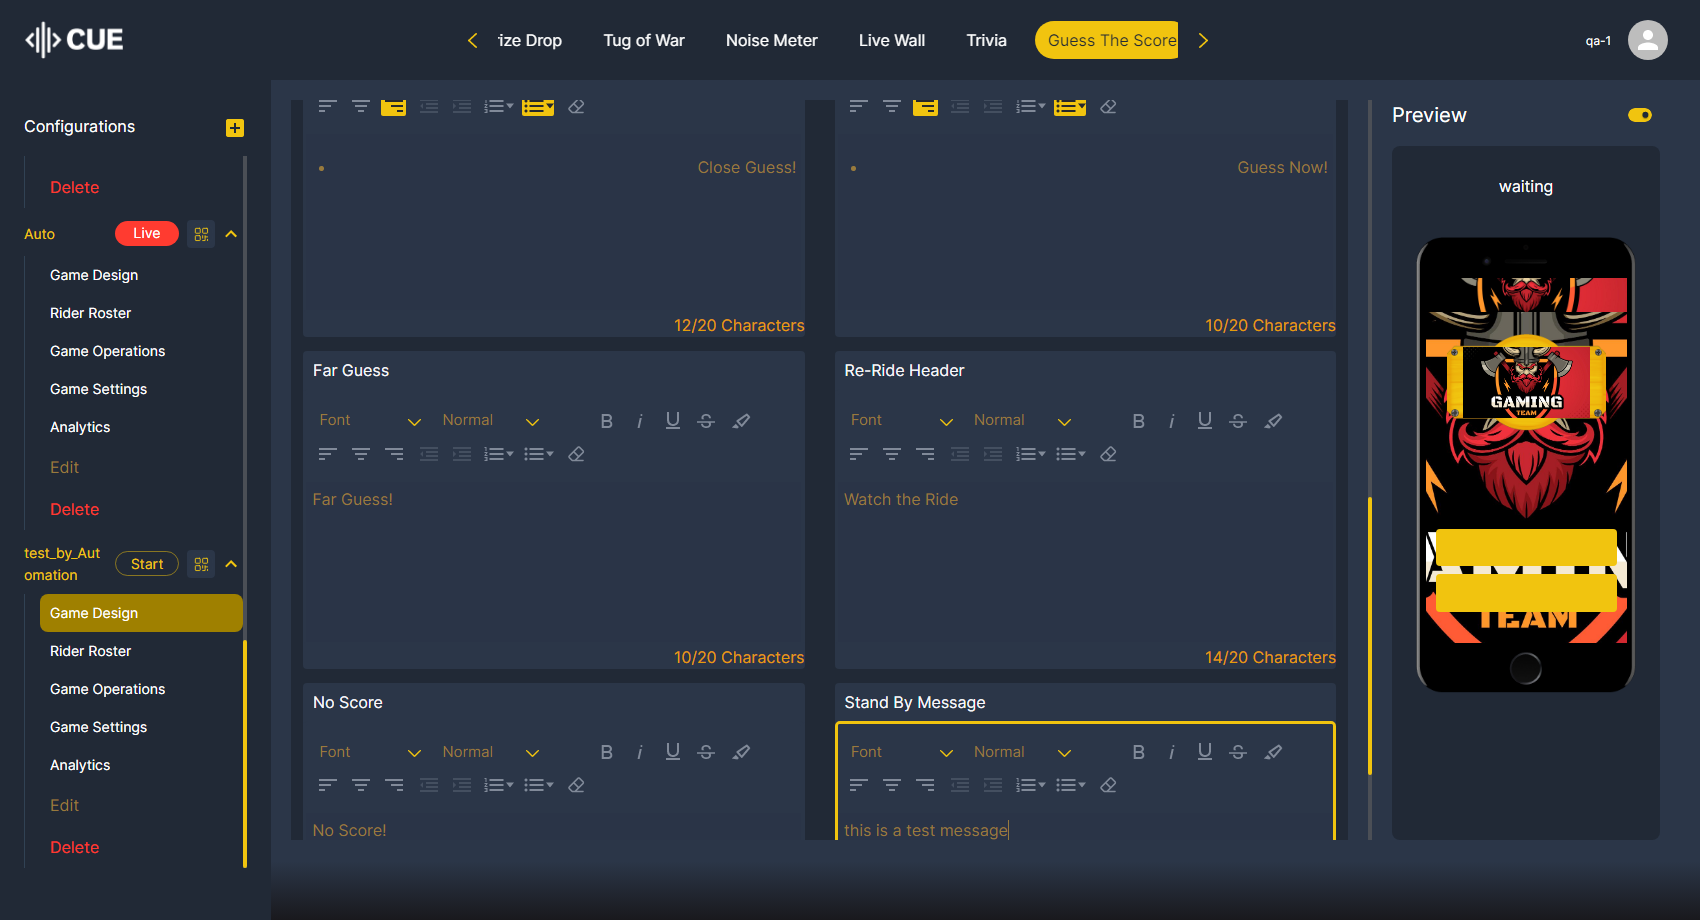 CUE
ize Drop
Tug of War
Noise Meter
Live Wall
Trivia
Guess The Score
qa-1
Configurations
Delete
Auto
Live
Game Design
Rider Roster
Game Operations
Game Settings
Analytics
Edit
Delete
test_by_Aut
omation
Start
Game Design
Rider Roster
Game Operations
Game Settings
Analytics
Edit
Delete
Close Guess!
12/20 Characters
Guess Now!
10/20 Characters
Far Guess
Font
Normal
B i U S
Far Guess!
10/20 Characters
Re-Ride Header
Font
Normal
B i U S
Watch the Ride
14/20 Characters
No Score
Font
Normal
B i U S
No Score!
Stand By Message
Font
Normal
B i U S
this is a test message
Preview
waiting
GAMING
TEAM
TEAM